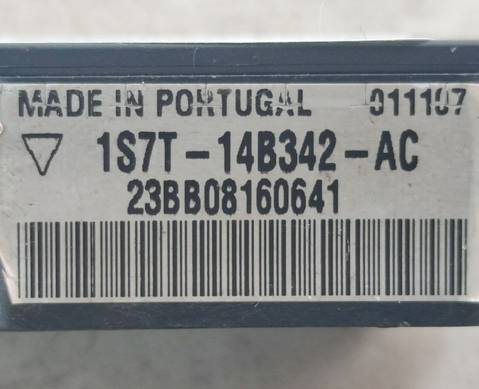 MADE IN PORTUGAL 011107
1S7T-14B342-AC
23BB08160641